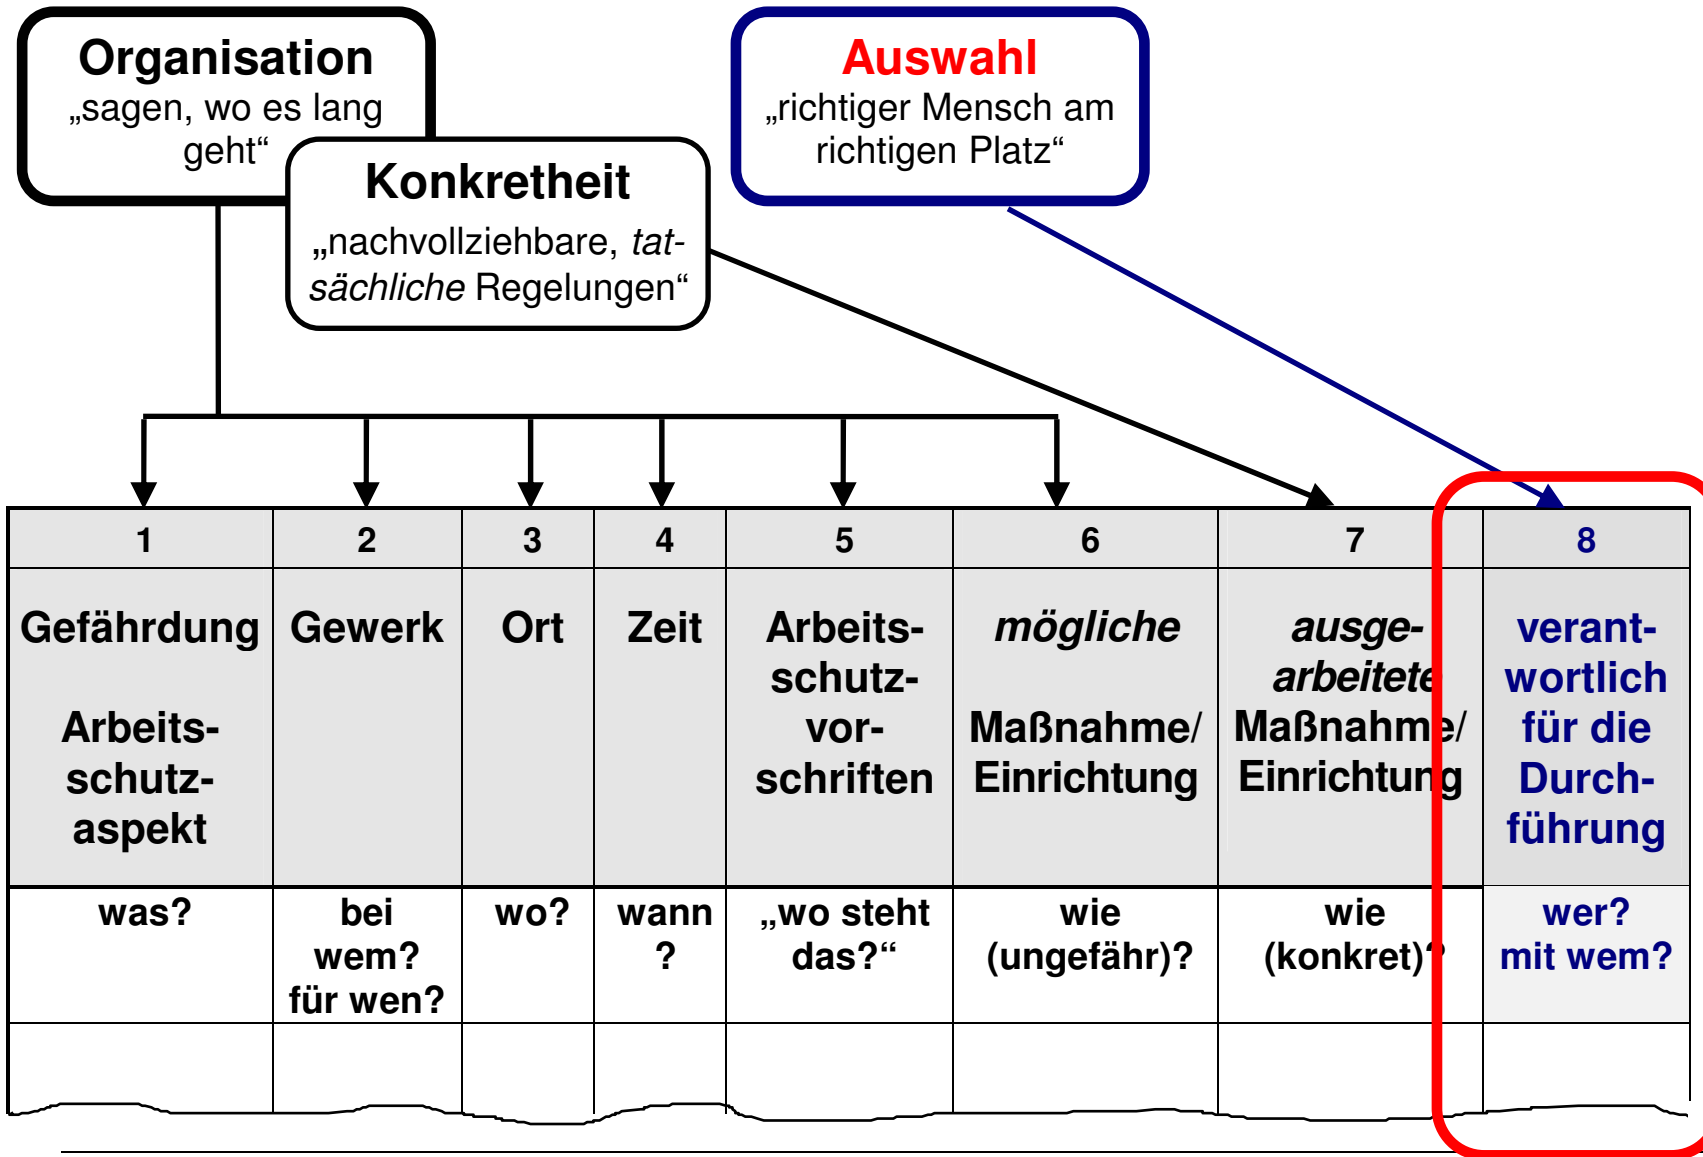 Organisation
„sagen, wo es lang
geht“
Konkretheit
„nachvollziehbare, tat-
sächliche Regelungen“
Auswahl
„richtiger Mensch am
richtigen Platz“
1
2
3
4
5
6
7
8
Gefährdung
Arbeits-
schutz-
aspekt
Gewerk
Ort
Zeit
Arbeits-
schutz-
vor-
schriften
mögliche
Maßnahme/
Einrichtung
ausge-
arbeitete
Maßnahme/
Einrichtung
verant-
wortlich
für die
Durch-
führung
was?
bei
wem?
für wen?
wo?
wann
?
„wo steht
das?“
wie
(ungefähr)?
wie
(konkret)?
wer?
mit wem?